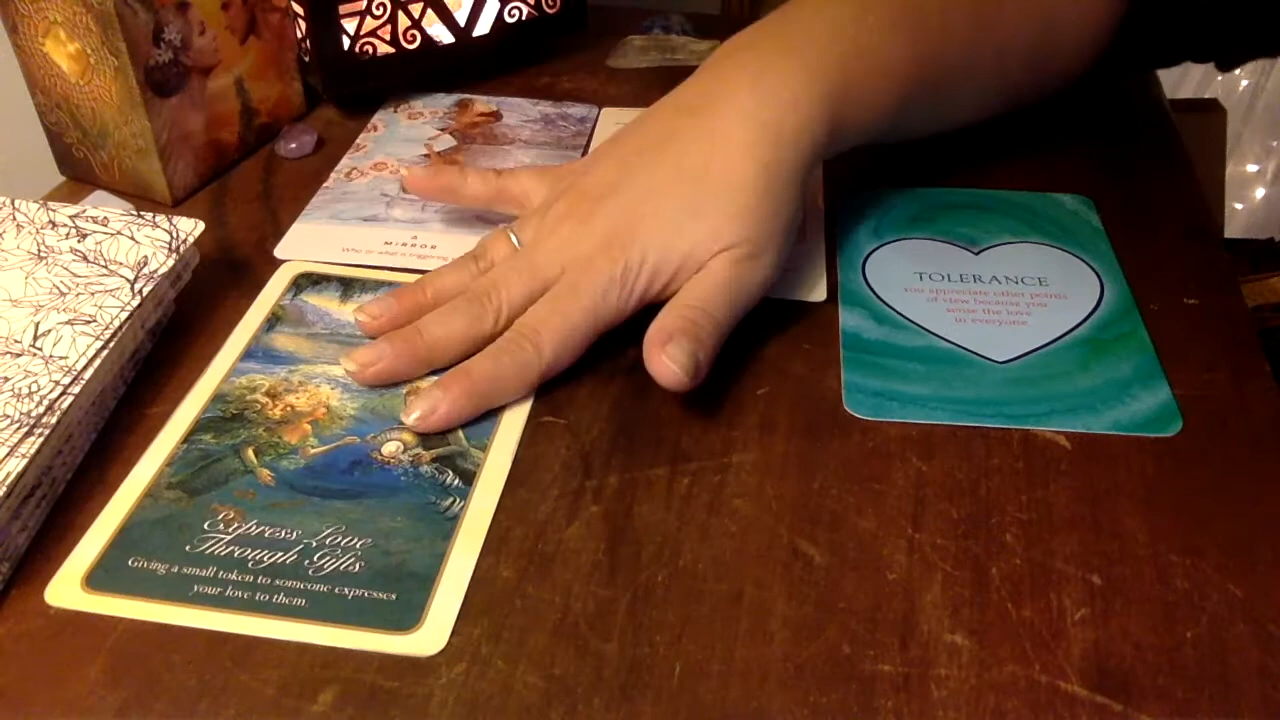 MIRROR
Who or what is triggering
TOLERANCE
You appreciate other points
of view because you
sense the love
in everyone
Express Love
Through Gifts
Giving a small token to someone expresses
your love to them.